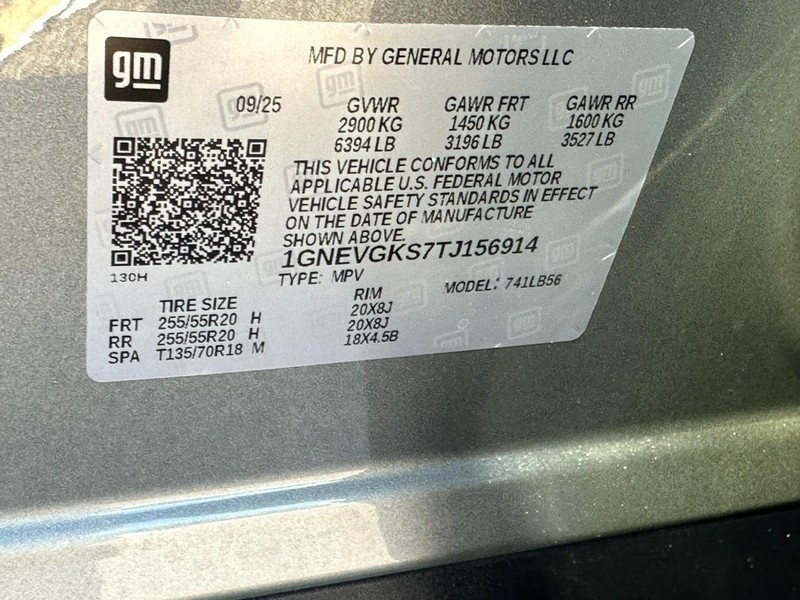 gm
MFD BY GENERAL MOTORS LLC
09/25 GVWR GAWR FRT GAWR RR
2900 KG 1450 KG 1600 KG
6394 LB 3196 LB 3527 LB
THIS VEHICLE CONFORMS TO ALL
APPLICABLE U.S. FEDERAL MOTOR
VEHICLE SAFETY STANDARDS IN EFFECT
ON THE DATE OF MANUFACTURE
SHOWN ABOVE.
1GNEVGKS7TJ156914
130H
TYPE: MPV MODEL: 741LB56
TIRE SIZE RIM
FRT 255/55R20 H 20X8J
RR 255/55R20 H 20X8J
SPA T135/70R18 M 18X4.5B